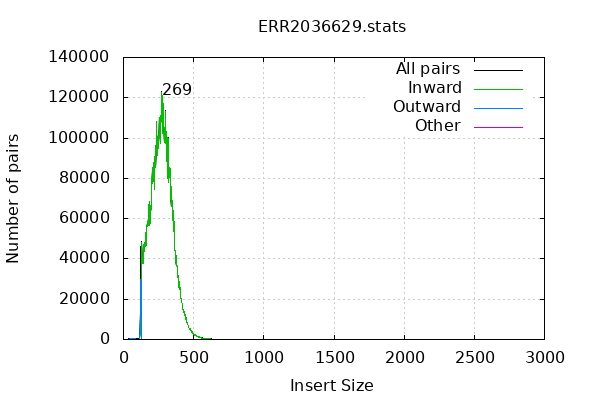 ERR2036629.stats
140000
120000
100000
80000
60000
40000
20000
0
Number of pairs
269
All pairs
Inward
Outward
Other
0 500 1000 1500 2000 2500 3000
Insert Size